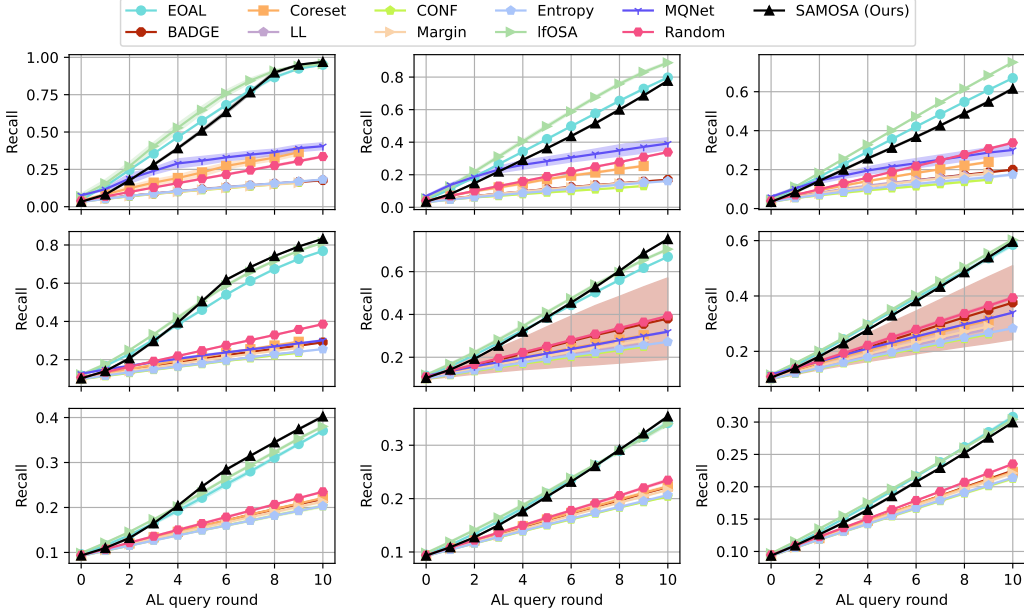 EOAL Coreset CONF Entropy MQNet SAMOSA (Ours)
BADGE LL Margin lfOSA Random
1.00
0.75
0.50
0.25
0.00
Recall
0.8
0.6
0.4
0.2
0.0
Recall
0.6
0.4
0.2
0.0
Recall
0.8
0.6
0.4
0.2
Recall
0.6
0.4
0.2
Recall
0.6
0.4
0.2
Recall
0.4
0.3
0.2
0.1
Recall
0 2 4 6 8 10
AL query round
0.3
0.2
0.1
Recall
0 2 4 6 8 10
AL query round
0.30
0.25
0.20
0.15
0.10
Recall
0 2 4 6 8 10
AL query round